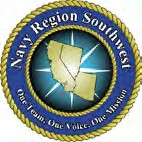 Navy Region Southwest
One Team, One Voice, One Mission